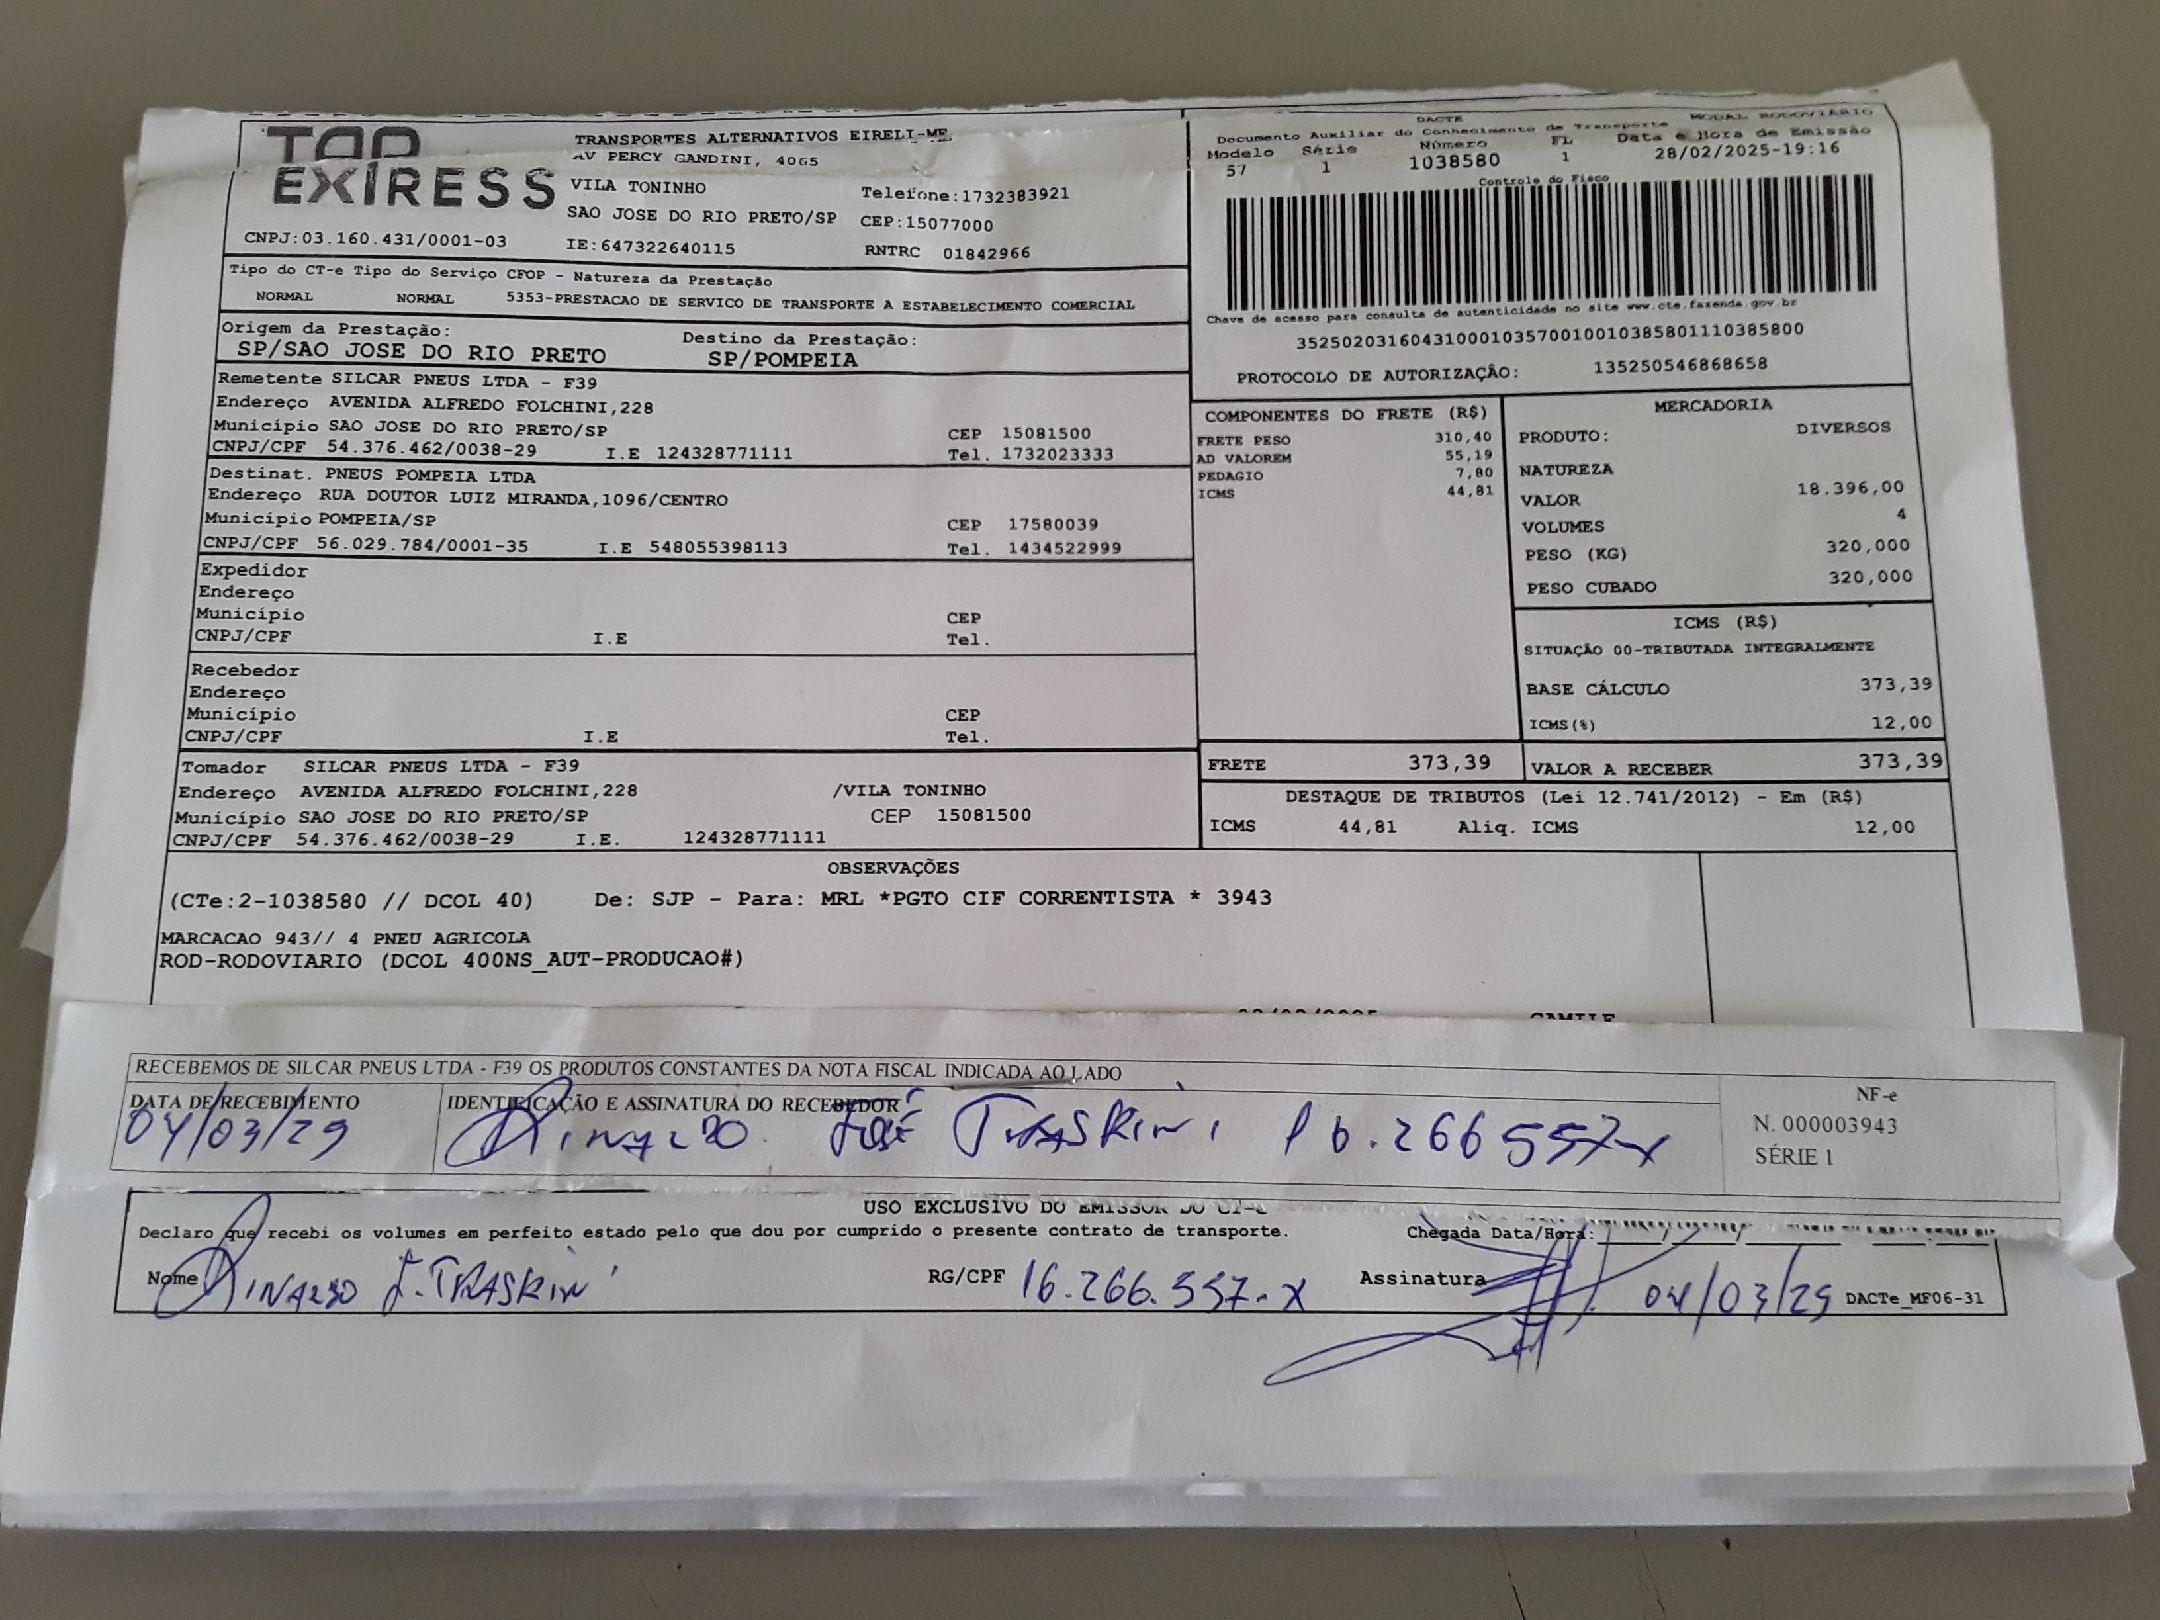 TRANSPORTES ALTERNATIVOS EIRELI-ME
AV PERCY GANDINI, 4065
EXPRESS
VILA TONINHO Telefone:1732383921
SAO JOSE DO RIO PRETO/SP CEP:15077000
CNPJ:03.160.431/0001-03 IE:647322640115 RNTRC 01842966
DACTE MODAL RODOVIÁRIO
Documento Auxiliar do Conhecimento de Transporte
Modelo Série Número FL Data e Hora de Emissão
57 1 1038580 1 28/02/2025-19:16
Controle do Fisco
Chave de acesso para consulta de autenticidade no site www.cte.fazenda.gov.br
35250203160431000103570010010385801110385800
PROTOCOLO DE AUTORIZAÇÃO: 135250546868658
Tipo do CT-e Tipo do Serviço CFOP - Natureza da Prestação
NORMAL NORMAL 5353-PRESTACAO DE SERVICO DE TRANSPORTE A ESTABELECIMENTO COMERCIAL
Origem da Prestação: Destino da Prestação:
SP/SAO JOSE DO RIO PRETO SP/POMPEIA
Remetente SILCAR PNEUS LTDA - F39
Endereço AVENIDA ALFREDO FOLCHINI,228
Município SAO JOSE DO RIO PRETO/SP CEP 15081500
CNPJ/CPF 54.376.462/0038-29 I.E 124328771111 Tel. 1732023333
Destinat. PNEUS POMPEIA LTDA
Endereço RUA DOUTOR LUIZ MIRANDA,1096/CENTRO
Município POMPEIA/SP CEP 17580039
CNPJ/CPF 56.029.784/0001-35 I.E 548055398113 Tel. 1434522999
Expedidor
Endereço
Município CEP
CNPJ/CPF I.E Tel.
Recebedor
Endereço
Município CEP
CNPJ/CPF I.E Tel.
Tomador SILCAR PNEUS LTDA - F39
Endereço AVENIDA ALFREDO FOLCHINI,228 /VILA TONINHO
Município SAO JOSE DO RIO PRETO/SP CEP 15081500
CNPJ/CPF 54.376.462/0038-29 I.E. 124328771111
COMPONENTES DO FRETE (R$)
FRETE PESO 310,40
AD VALOREM 55,19
PEDAGIO 7,80
ICMS 44,81
MERCADORIA
PRODUTO: DIVERSOS
NATUREZA
VALOR 18.396,00
VOLUMES 4
PESO (KG) 320,000
PESO CUBADO 320,000
ICMS (R$)
SITUAÇÃO 00-TRIBUTADA INTEGRALMENTE
BASE CÁLCULO 373,39
ICMS(%) 12,00
FRETE 373,39 VALOR A RECEBER 373,39
DESTAQUE DE TRIBUTOS (Lei 12.741/2012) - Em (R$)
ICMS 44,81 Aliq. ICMS 12,00
OBSERVAÇÕES
(CTe:2-1038580 // DCOL 40) De: SJP - Para: MRL *PGTO CIF CORRENTISTA * 3943
MARCACAO 943// 4 PNEU AGRICOLA
ROD-RODOVIARIO (DCOL 400NS_AUT-PRODUCAO#)
RECEBEMOS DE SILCAR PNEUS LTDA - F39 OS PRODUTOS CONSTANTES DA NOTA FISCAL INDICADA AO LADO
DATA DE RECEBIMENTO IDENTIFICAÇÃO E ASSINATURA DO RECEBEDOR
04/03/25 Rinaldo José Traskini 16.266557-x
NF-e
N. 000003943
SÉRIE 1
USO EXCLUSIVO DO EMISSOR DO CT-E
Declaro que recebi os volumes em perfeito estado pelo que dou por cumprido o presente contrato de transporte. Chegada Data/Hora:
Nome Rinaldo J. Traskini RG/CPF 16.266.557-x Assinatura 04/03/25 DACTe_MF06-31